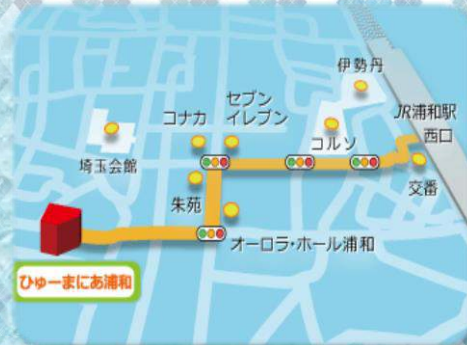 伊勢丹
セブン
イレブン
コナカ
JR浦和駅
西口
コルソ
埼玉会館
交番
朱苑
オーロラ・ホール浦和
ひゅーまにあ浦和